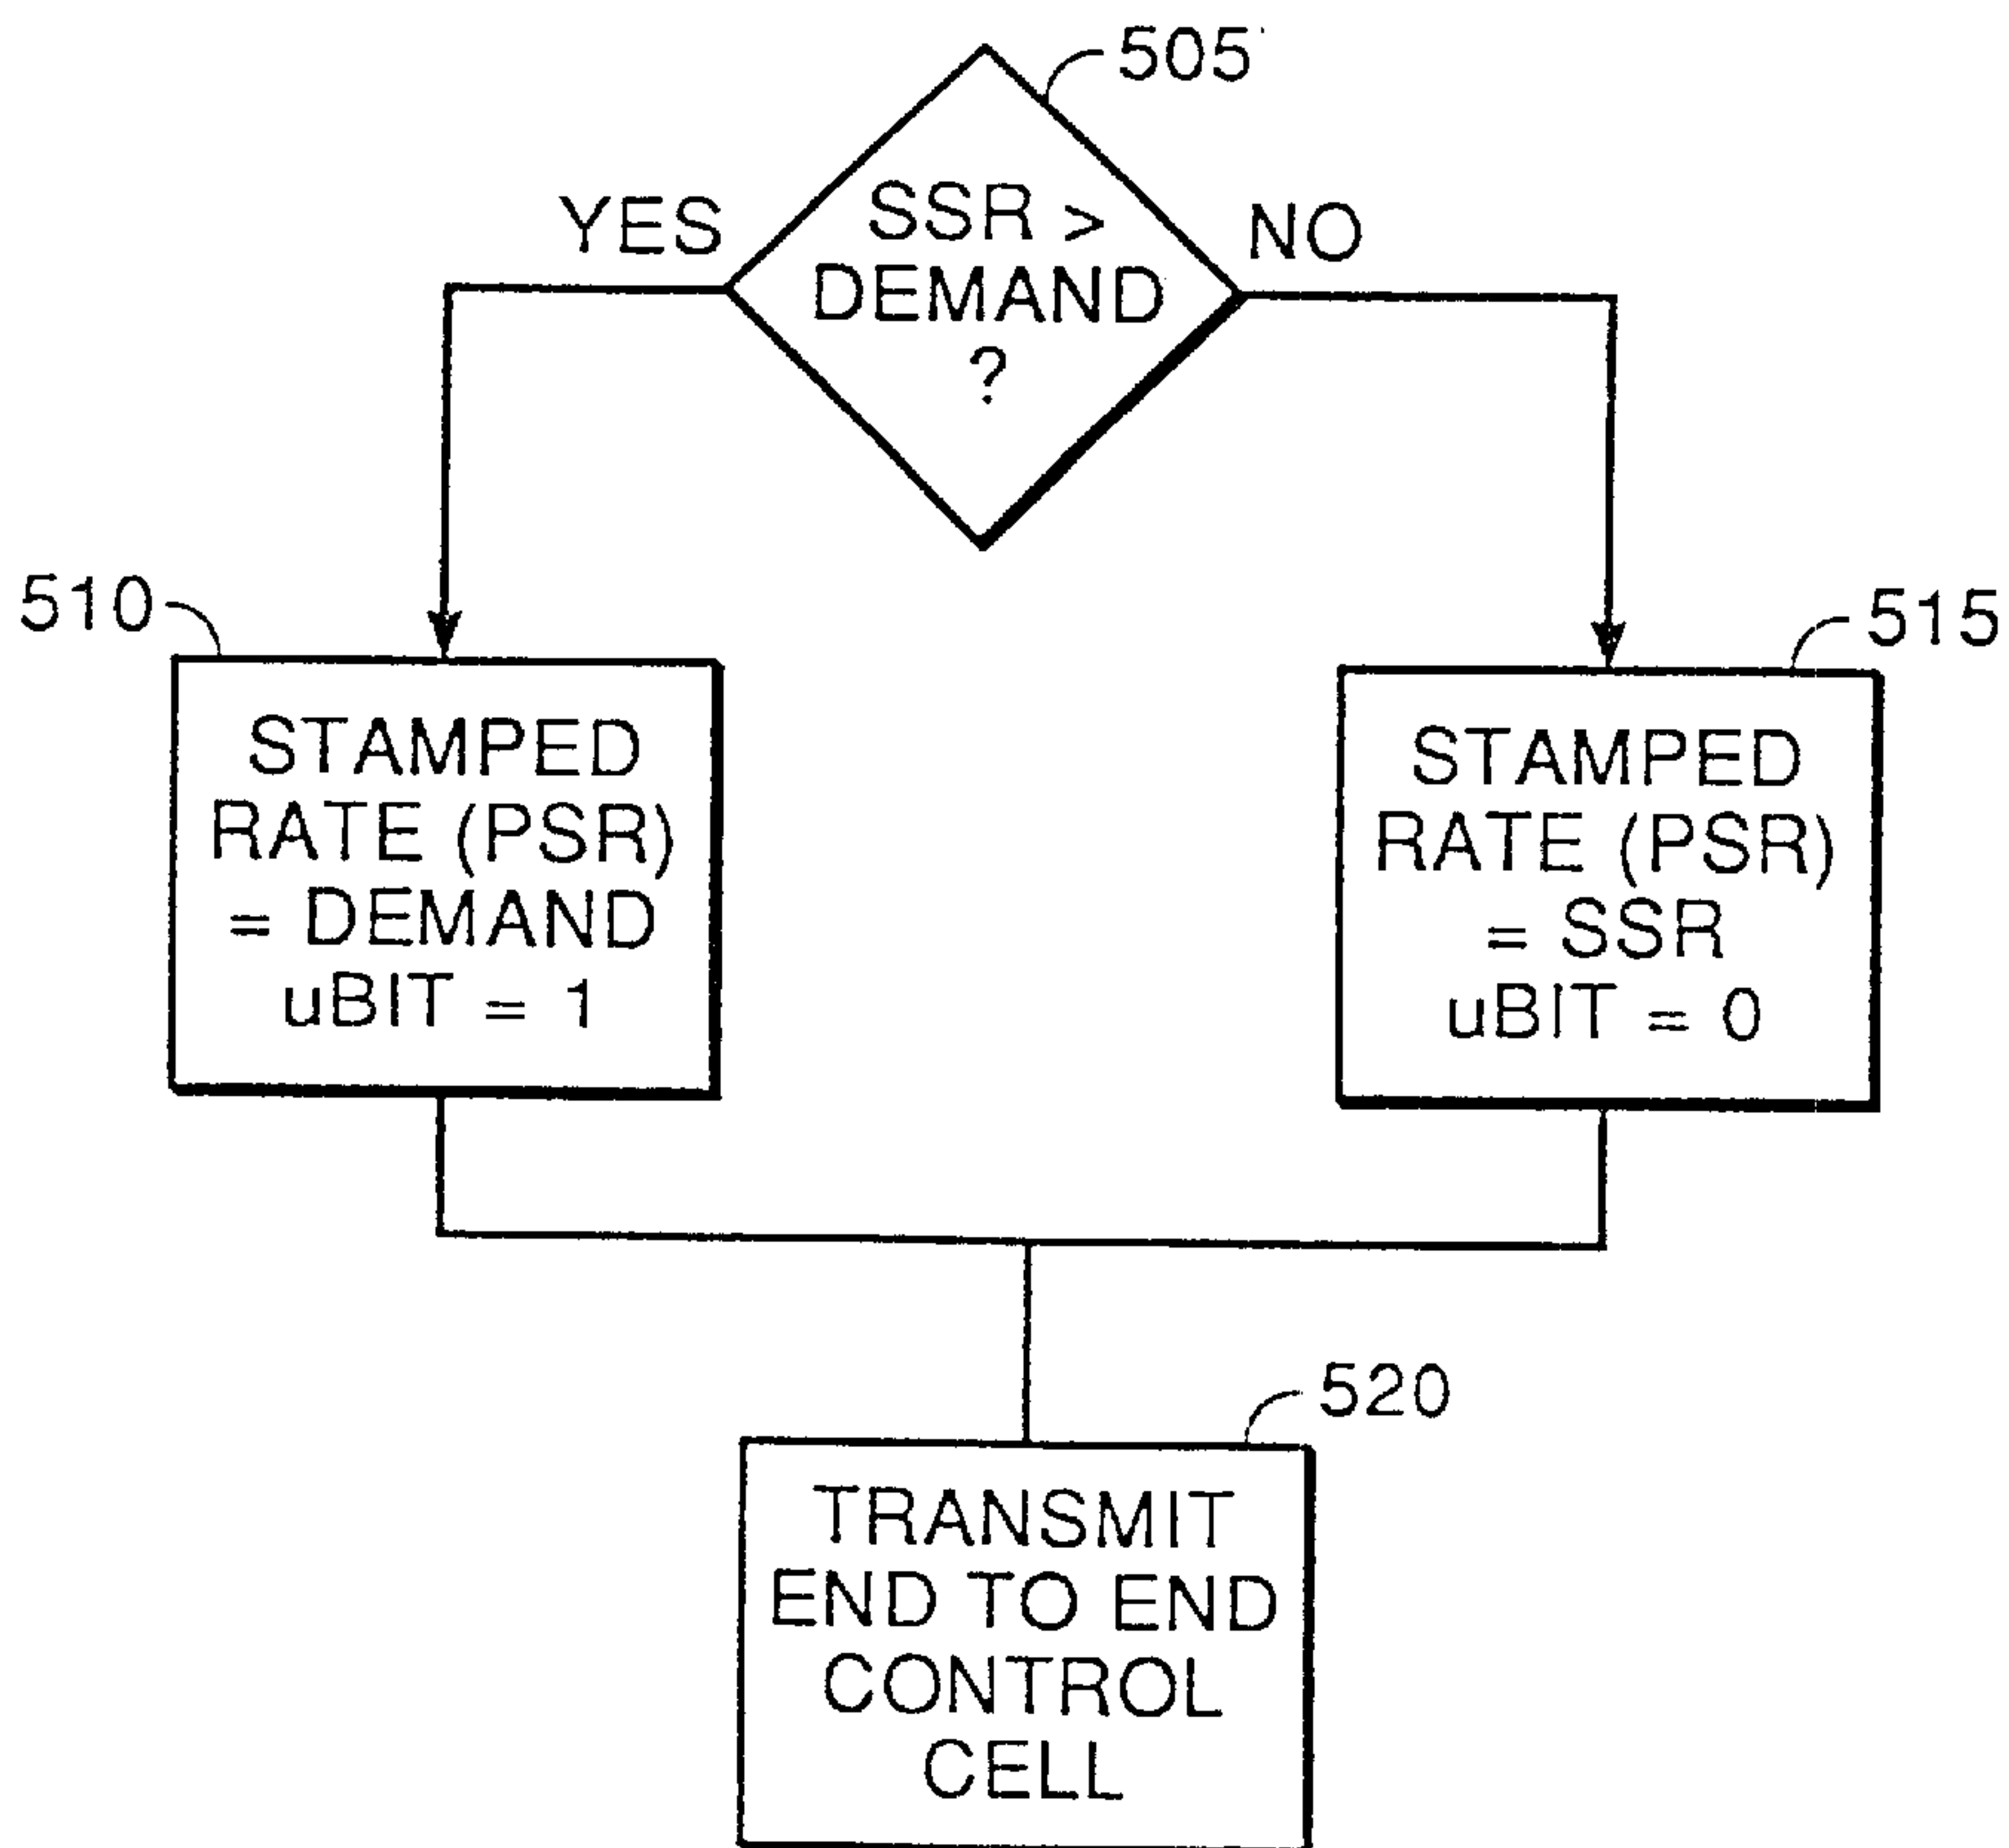 505
SSR >
DEMAND
?
YES
NO
510
STAMPED
RATE (PSR)
= DEMAND
uBIT = 1
515
STAMPED
RATE (PSR)
= SSR
uBIT = 0
520
TRANSMIT
END TO END
CONTROL
CELL